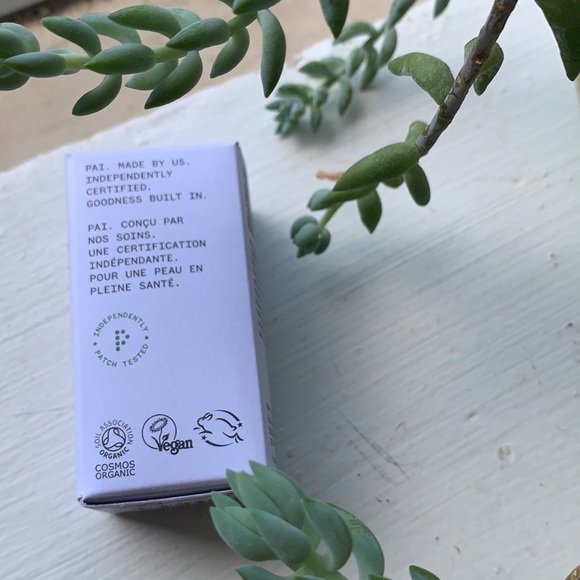 PAI. MADE BY US.
INDEPENDENTLY
CERTIFIED.
GOODNESS BUILT IN.
PAI. CONÇU PAR
NOS SOINS.
UNE CERTIFICATION
INDÉPENDANTE.
POUR UNE PEAU EN
PLEINE SANTÉ.
INDEPENDENTLY
PATCH TESTED
SOIL ASSOCIATION
ORGANIC
COSMOS
ORGANIC
Vegan